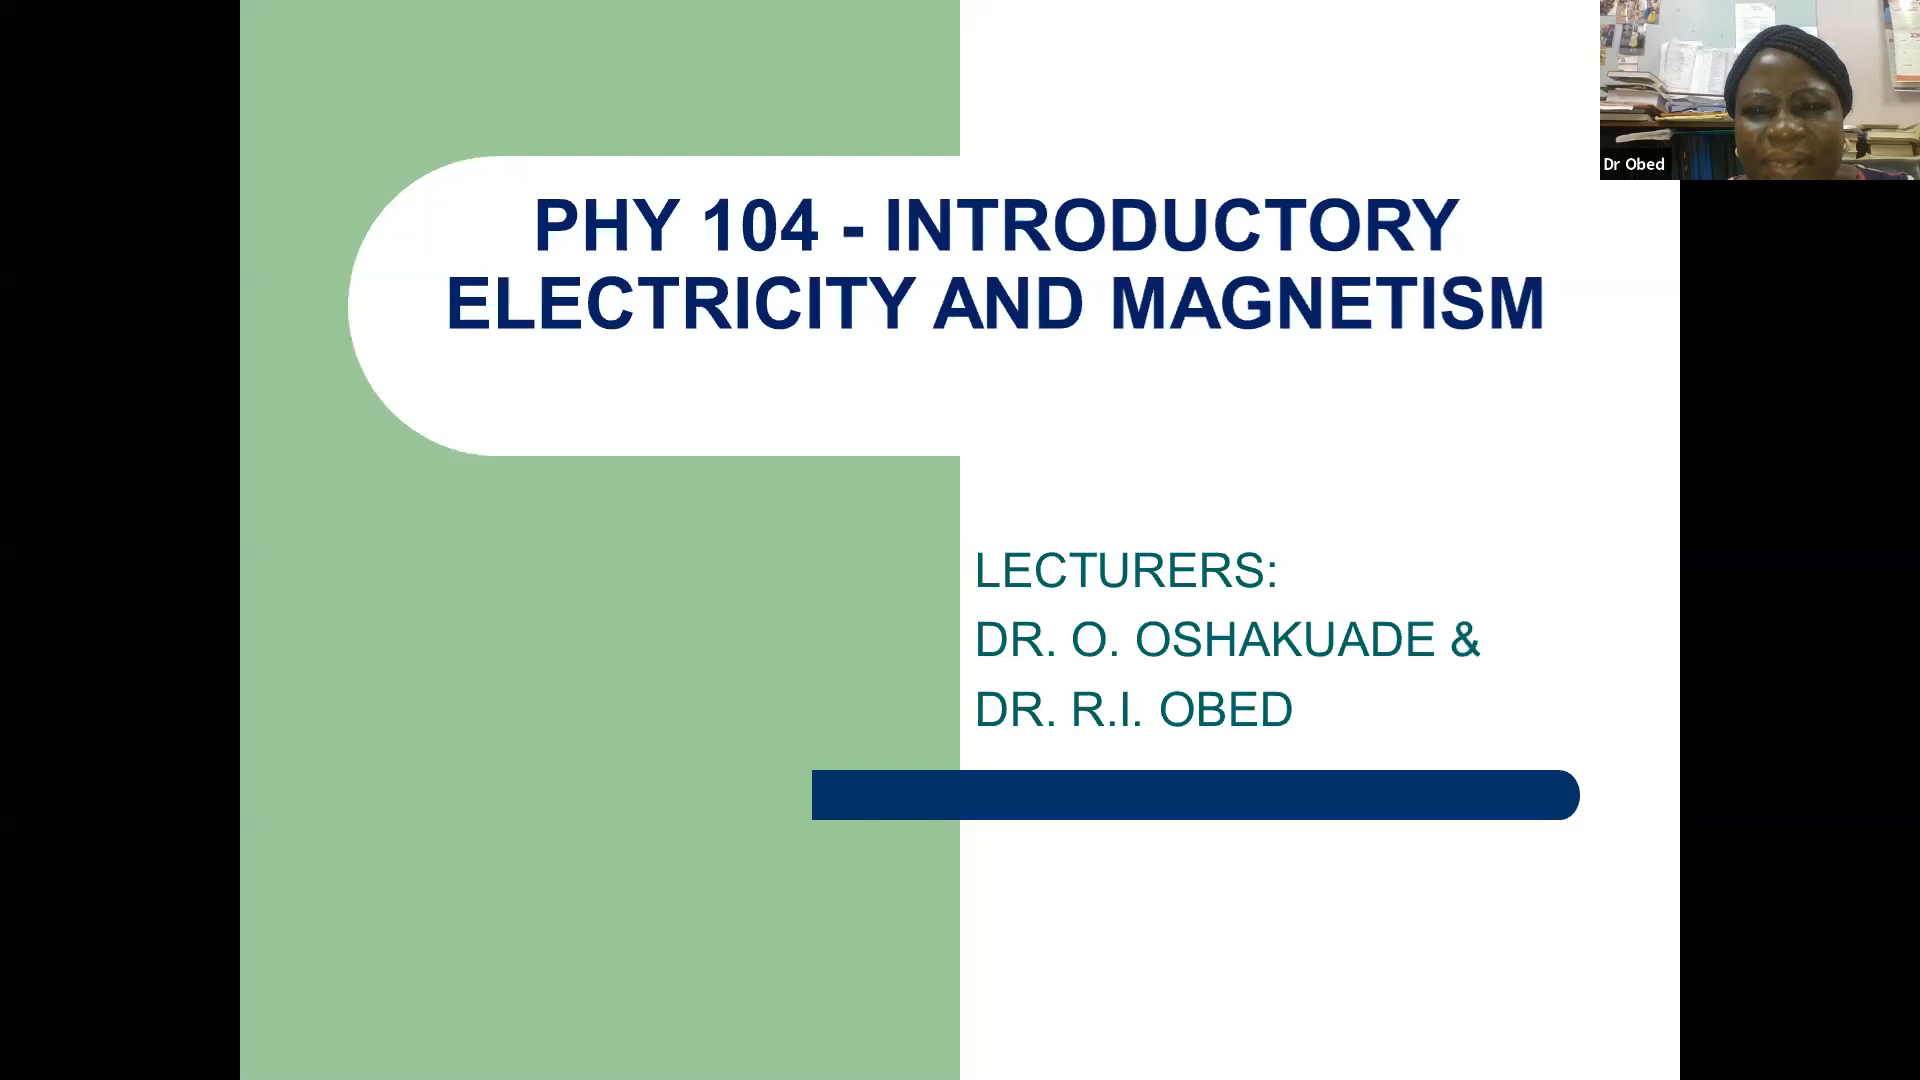 PHY 104 - INTRODUCTORY
ELECTRICITY AND MAGNETISM
LECTURERS:
DR. O. OSHAKUADE &
DR. R.I. OBED
Dr Obed